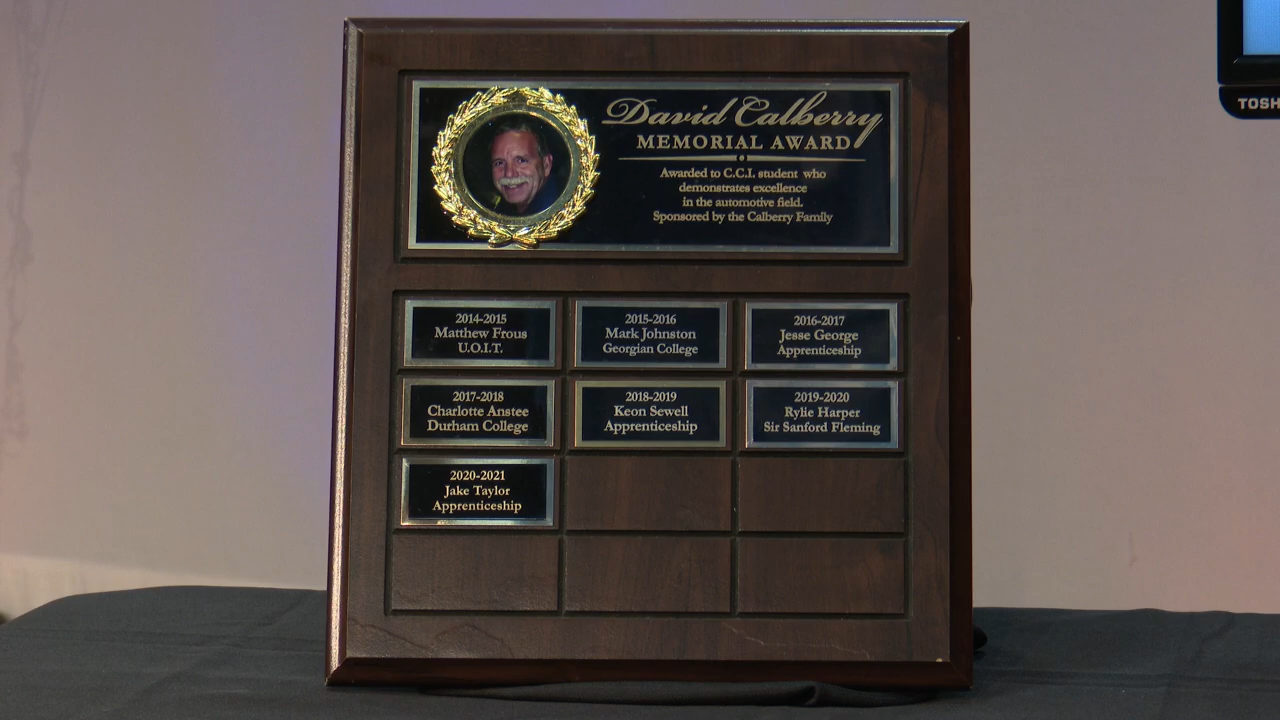 David Calberry
MEMORIAL AWARD
Awarded to C.C.I. student who
demonstrates excellence
in the automotive field.
Sponsored by the Calberry Family
2014-2015
Matthew Frous
U.O.I.T.
2015-2016
Mark Johnston
Georgian College
2016-2017
Jesse George
Apprenticeship
2017-2018
Charlotte Anstee
Durham College
2018-2019
Keon Sewell
Apprenticeship
2019-2020
Rylie Harper
Sir Sanford Fleming
2020-2021
Jake Taylor
Apprenticeship
TOSH